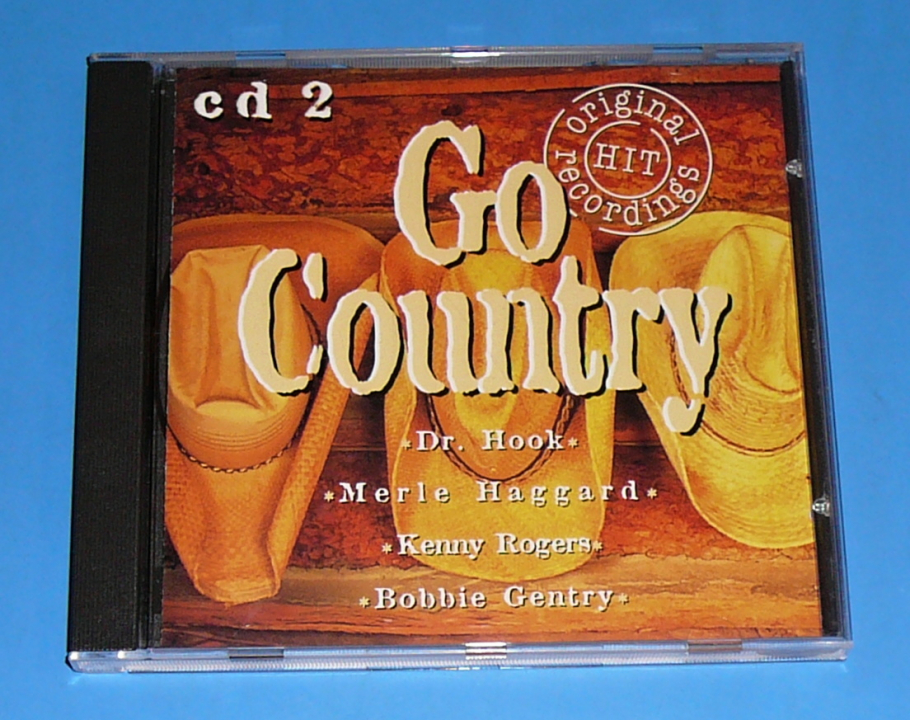 cd 2
original
HIT
recordings
Go
Country
*Dr. Hook*
*Merle Haggard*
*Kenny Rogers*
*Bobbie Gentry*